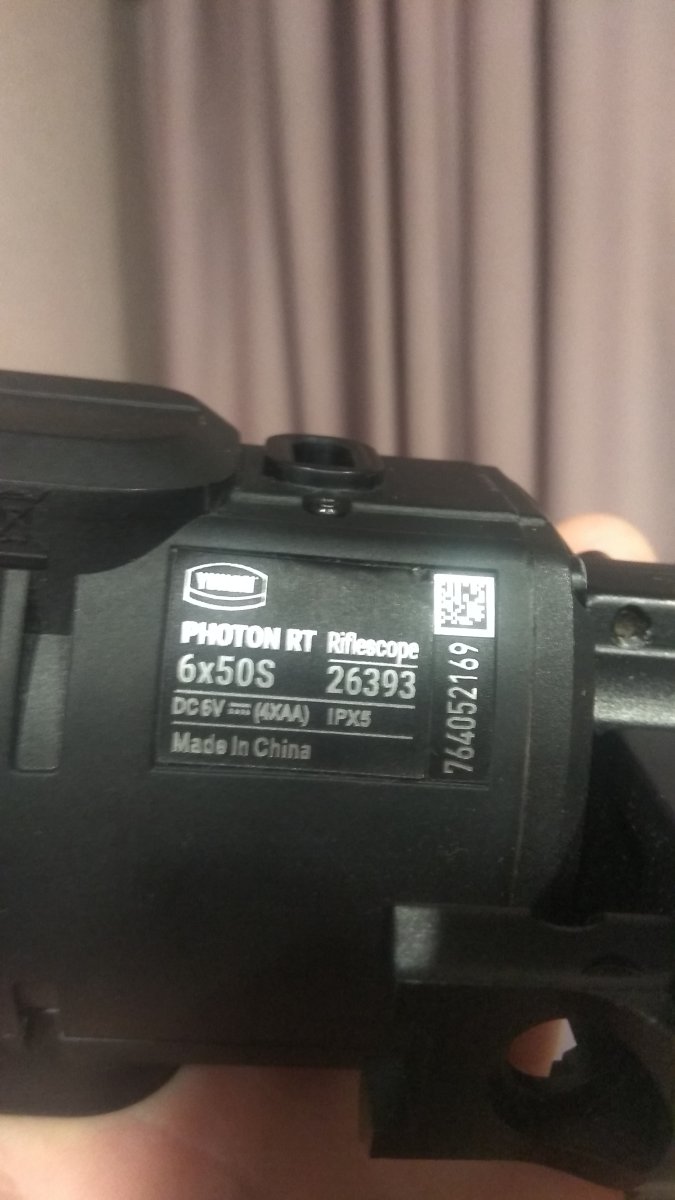 YUKON
PHOTON RT Riflescope
6x50S 26393
DC 6V (4XAA) IPX5
Made in China
764052169